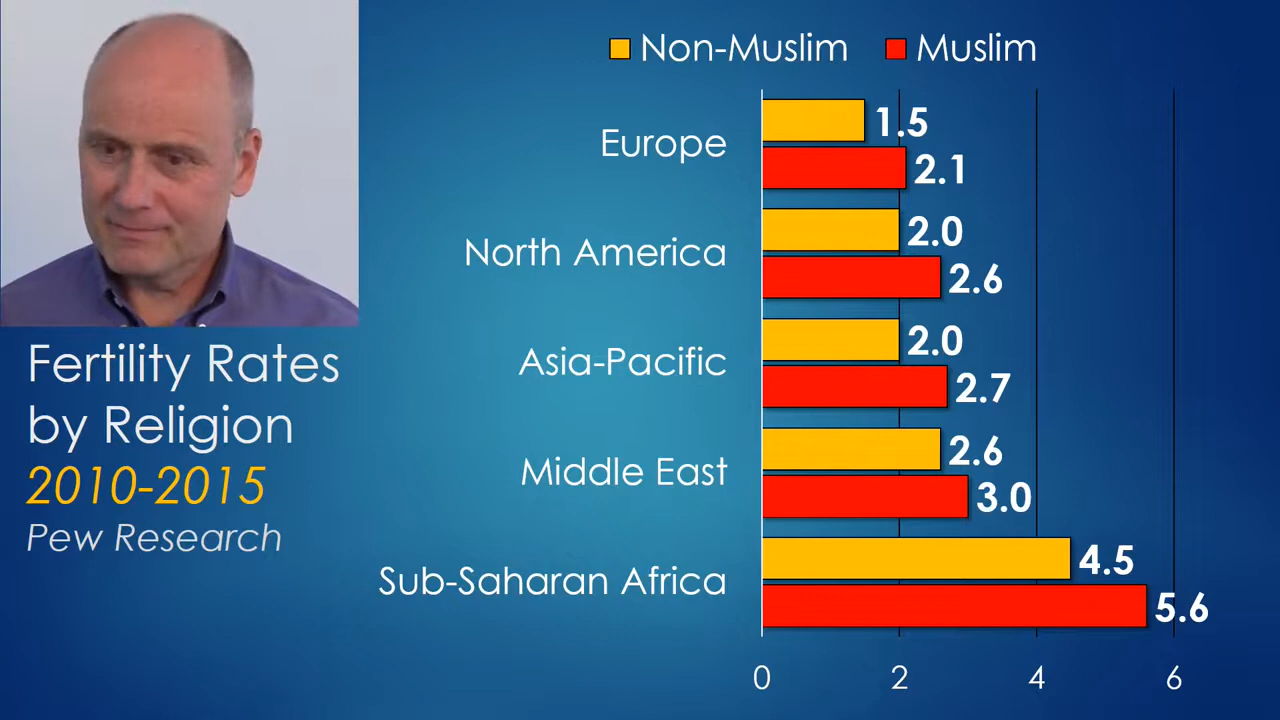 Non-Muslim Muslim
Europe 1.5
2.1
North America 2.0
2.6
Asia-Pacific 2.0
2.7
Middle East 2.6
3.0
Sub-Saharan Africa 4.5
5.6
0 2 4 6
Fertility Rates
by Religion
2010-2015
Pew Research